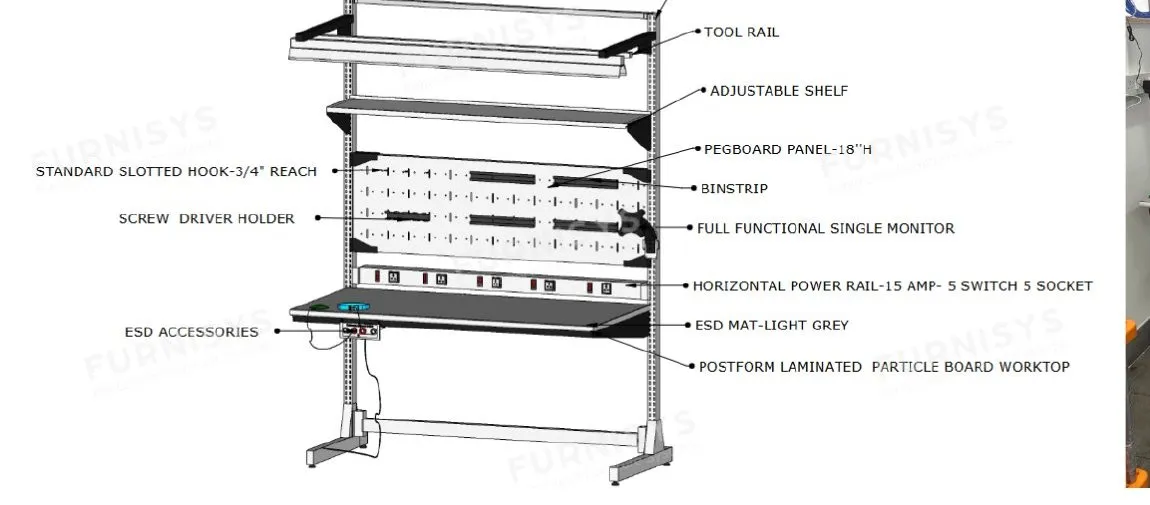 TOOL RAIL
ADJUSTABLE SHELF
PEGBOARD PANEL-18"H
STANDARD SLOTTED HOOK-3/4" REACH
BINSTRIP
SCREW DRIVER HOLDER
FULL FUNCTIONAL SINGLE MONITOR
HORIZONTAL POWER RAIL-15 AMP- 5 SWITCH 5 SOCKET
ESD MAT-LIGHT GREY
ESD ACCESSORIES
POSTFORM LAMINATED PARTICLE BOARD WORKTOP
FURNISYS
FURNISYS
FURNISYS
FURNISYS
FURNISYS
FURNISYS